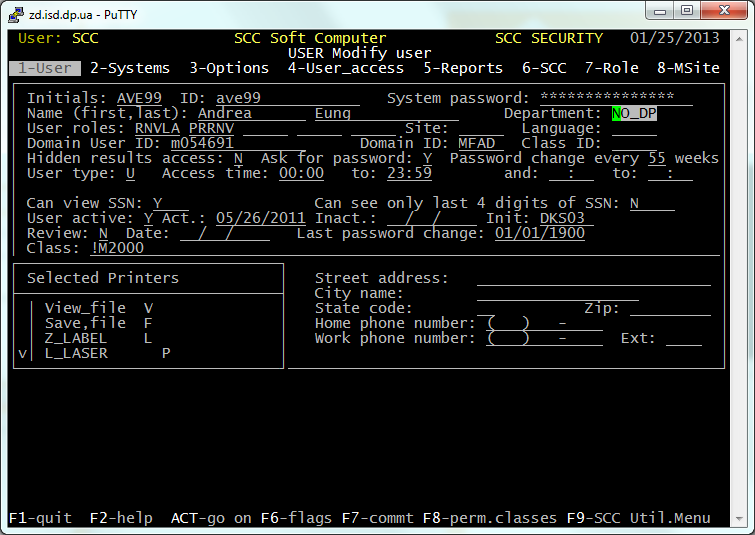 zd.isd.dp.ua - PuTTY
User: SCC SCC Soft Computer SCC SECURITY 01/25/2013
USER Modify user
1-User 2-Systems 3-Options 4-User_access 5-Reports 6-SCC 7-Role 8-MSite
Initials: AVE99 ID: ave99 System password: ***************
Name (first,last): Andrea Eung Department: NO_DP
User roles: RNVLA PRRNV Site: Language:
Domain User ID: m054691 Domain ID: MFAD Class ID:
Hidden results access: N Ask for password: Y Password change every 55 weeks
User type: U Access time: 00:00 to: 23:59 and: : to: :
Can view SSN: Y Can see only last 4 digits of SSN: N
User active: Y Act.: 05/26/2011 Inact.: / / Init: DKS03
Review: N Date: / / Last password change: 01/01/1900
Class: !M2000
Selected Printers
View_file V
Save,file F
Z_LABEL L
v L_LASER P
Street address:
City name:
State code: Zip:
Home phone number: ( ) -
Work phone number: ( ) - Ext:
F1-quit F2-help ACT-go on F6-flags F7-commt F8-perm.classes F9-SCC Util.Menu